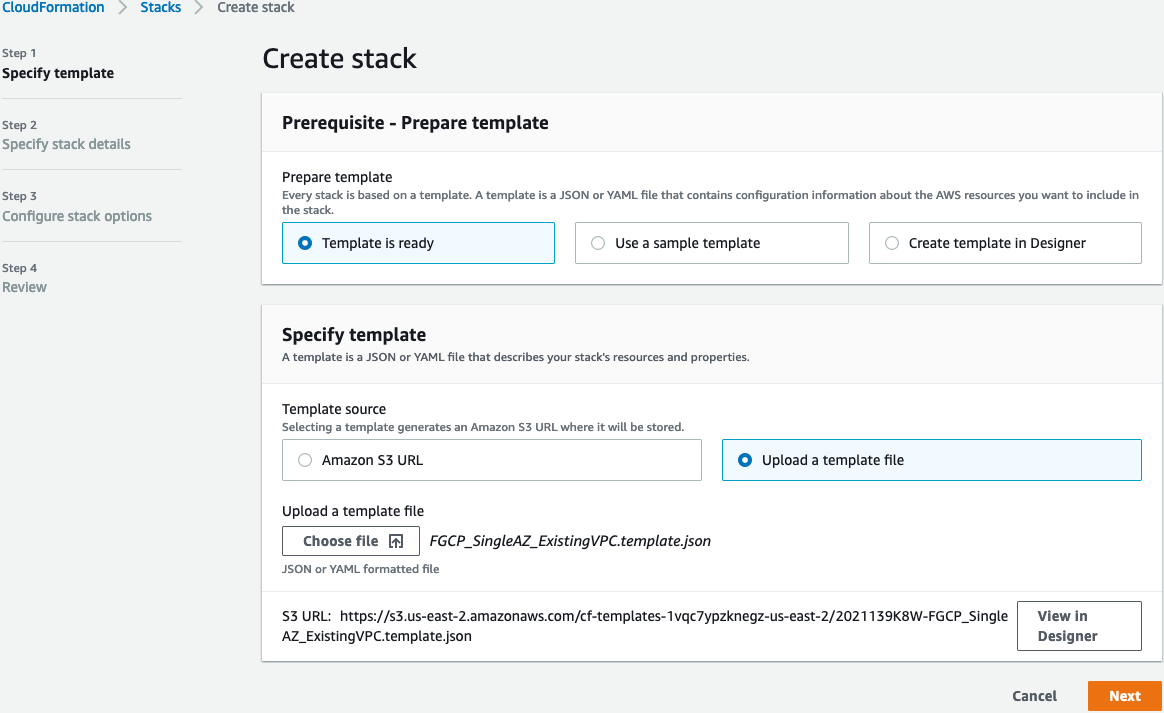 CloudFormation > Stacks > Create stack
Step 1
Specify template
Step 2
Specify stack details
Step 3
Configure stack options
Step 4
Review
Create stack
Prerequisite - Prepare template
Prepare template
Every stack is based on a template. A template is a JSON or YAML file that contains configuration information about the AWS resources you want to include in
the stack.
Template is ready
Use a sample template
Create template in Designer
Specify template
A template is a JSON or YAML file that describes your stack's resources and properties.
Template source
Selecting a template generates an Amazon S3 URL where it will be stored.
Amazon S3 URL
Upload a template file
Upload a template file
Choose file
FGCP_SingleAZ_ExistingVPC.template.json
JSON or YAML formatted file
S3 URL: https://s3.us-east-2.amazonaws.com/cf-templates-1vqc7ypzknegz-us-east-2/2021139K8W-FGCP_Single
AZ_ExistingVPC.template.json
View in
Designer
Cancel
Next